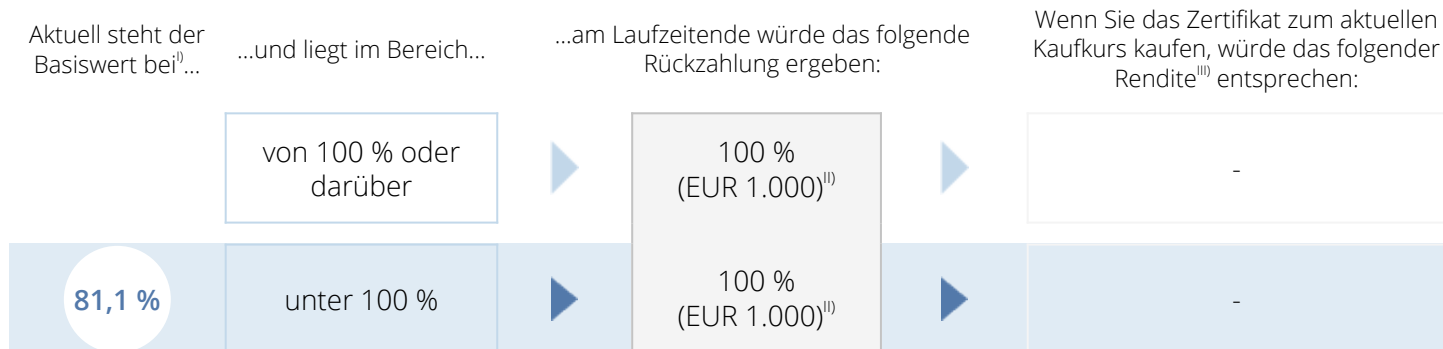 Aktuell steht der
Basiswert bei I)...
...und liegt im Bereich...
...am Laufzeitende würde das folgende
Rückzahlung ergeben:
Wenn Sie das Zertifikat zum aktuellen
Kaufkurs kaufen, würde das folgender
Rendite III) entsprechen:
von 100 % oder
darüber
100 %
(EUR 1.000) II)
-
81,1 %
unter 100 %
100 %
(EUR 1.000) II)
-